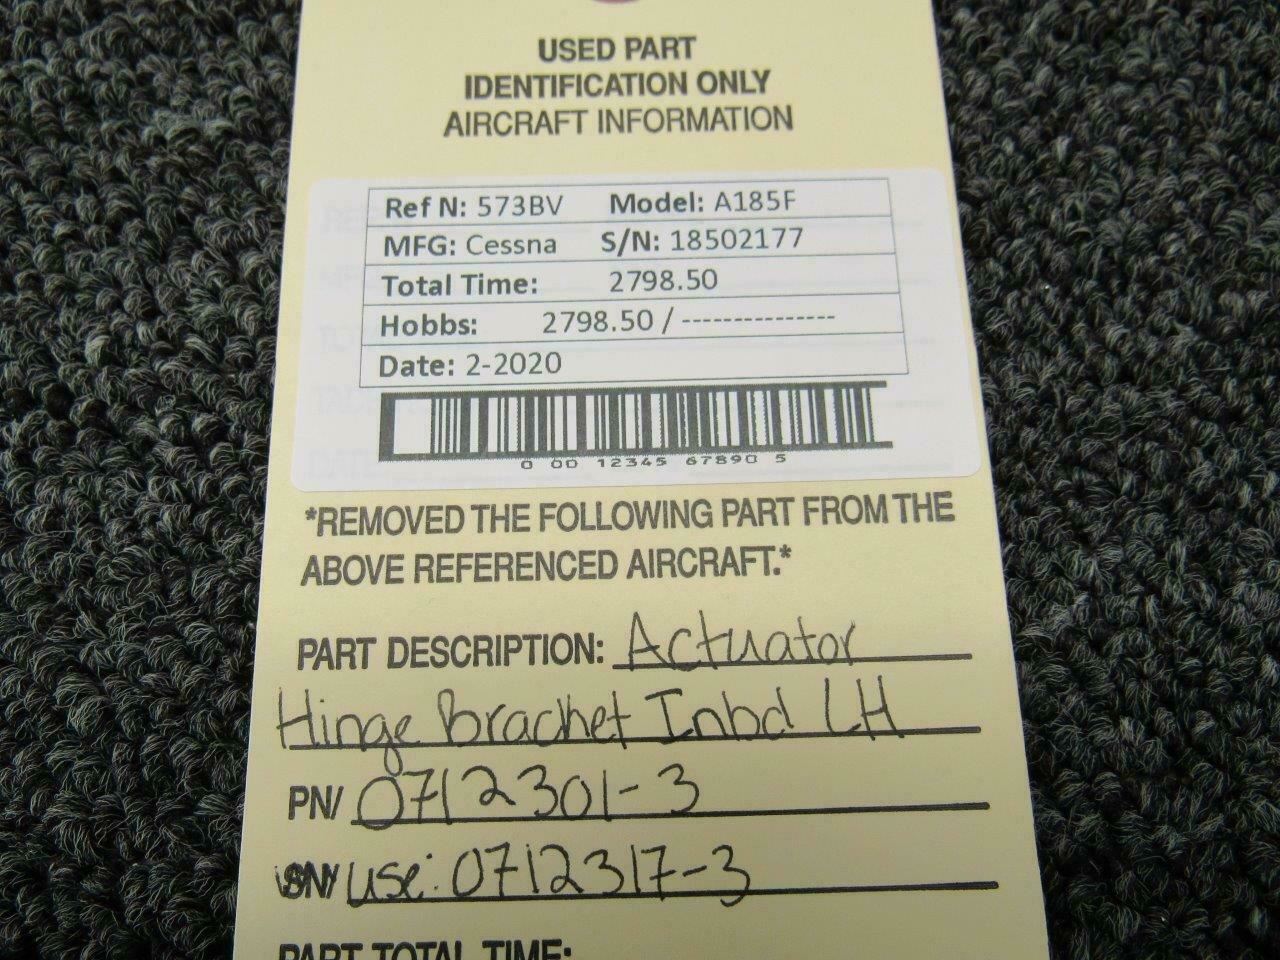 USED PART
IDENTIFICATION ONLY
AIRCRAFT INFORMATION
Ref N: 573BV Model: A185F
MFG: Cessna S/N: 18502177
Total Time: 2798.50
Hobbs: 2798.50 / ---------------
Date: 2-2020
0 00 12345 67890 5
*REMOVED THE FOLLOWING PART FROM THE
ABOVE REFERENCED AIRCRAFT.*
PART DESCRIPTION: Actuator
Hinge Bracket Inbd LH
PN/ 0712301-3
SN/ use: 0712317-3
PART TOTAL TIME: